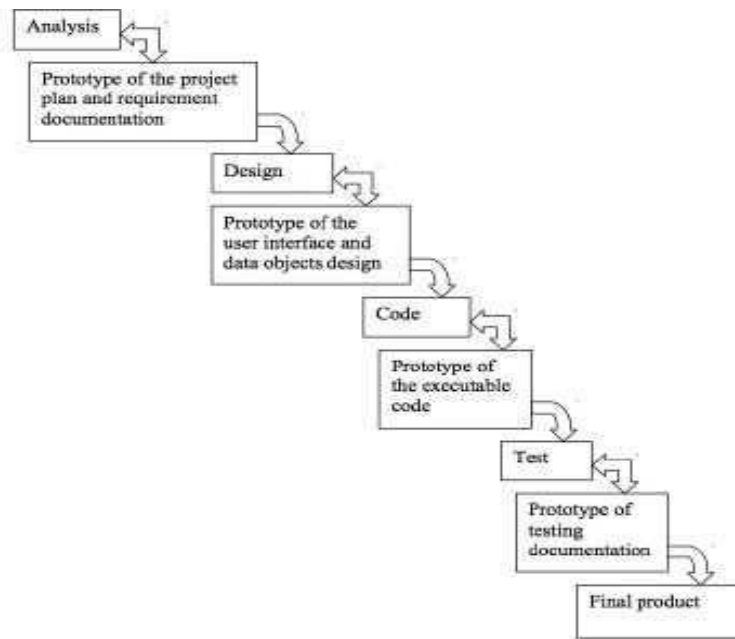 Analysis
Prototype of the project
plan and requirement
documentation
Design
Prototype of the
user interface and
data objects design
Code
Prototype of
the executable
code
Test
Prototype of
testing
documentation
Final product